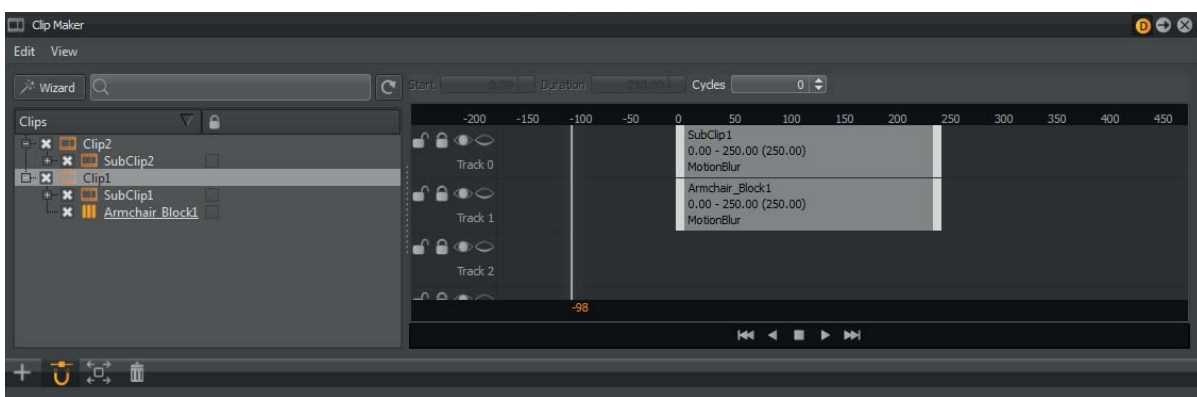 Clip Maker
D
Edit View
Wizard
Start 0.00 Duration 250.00 Cycles 0
Clips
Clip2
SubClip2
Clip1
SubClip1
Armchair_Block1
-200 -150 -100 -50 0 50 100 150 200 250 300 350 400 450
Track 0
SubClip1
0.00 - 250.00 (250.00)
MotionBlur
Track 1
Armchair_Block1
0.00 - 250.00 (250.00)
MotionBlur
Track 2
-98